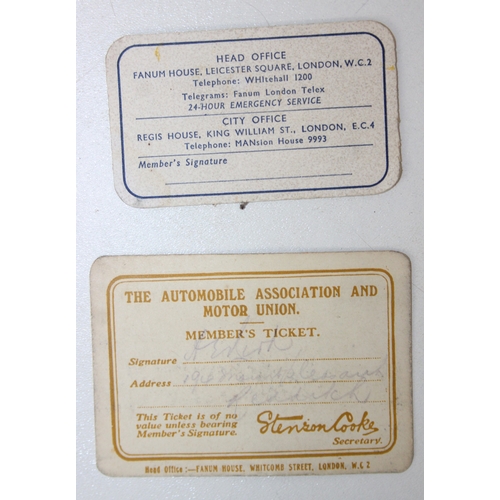 HEAD OFFICE
FANUM HOUSE, LEICESTER SQUARE, LONDON, W.C.2
Telephone: WHItehall 1200
Telegrams: Fanum London Telex
24-HOUR EMERGENCY SERVICE
CITY OFFICE
REGIS HOUSE, KING WILLIAM ST., LONDON, E.C.4
Telephone: MANsion House 9993
Member's Signature
THE AUTOMOBILE ASSOCIATION AND
MOTOR UNION.
MEMBER'S TICKET.
Signature
Address
This Ticket is of no
value unless bearing
Member's Signature.
Stenson Cooke
Secretary.
Head Office:—FANUM HOUSE, WHITCOMB STREET, LONDON, W.C 2